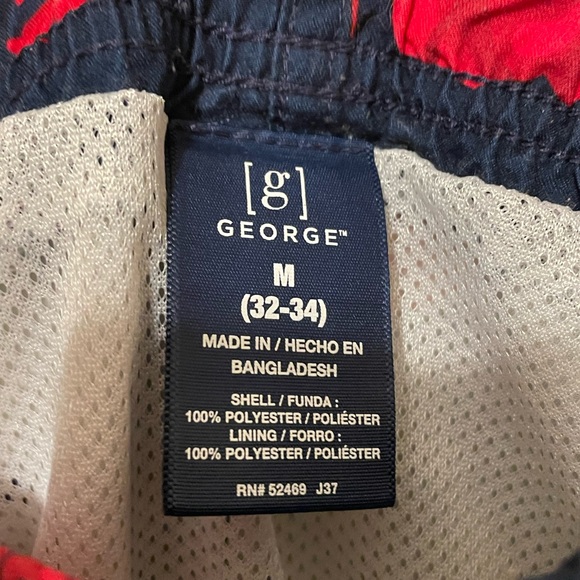 [g]
GEORGE™
M
(32-34)
MADE IN / HECHO EN
BANGLADESH
SHELL / FUNDA :
100% POLYESTER / POLIÉSTER
LINING / FORRO :
100% POLYESTER / POLIÉSTER
RN# 52469 J37